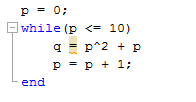 p = 0;
while(p <= 10)
q = p^2 + p
p = p + 1;
end